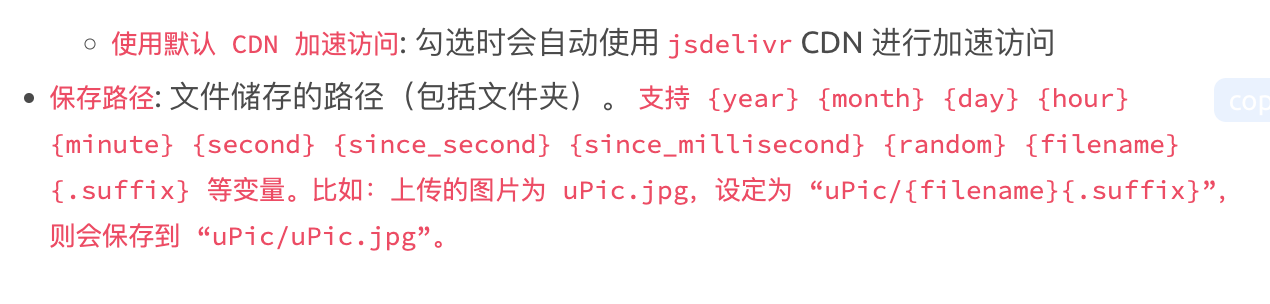 使用默认 CDN 加速访问: 勾选时会自动使用 jsdelivr CDN 进行加速访问
保存路径: 文件储存的路径（包括文件夹）。 支持 {year} {month} {day} {hour}
cop
{minute} {second} {since_second} {since_millisecond} {random} {filename}
{.suffix} 等变量。比如：上传的图片为 uPic.jpg，设定为 “uPic/{filename}{.suffix}”，
则会保存到 “uPic/uPic.jpg”。